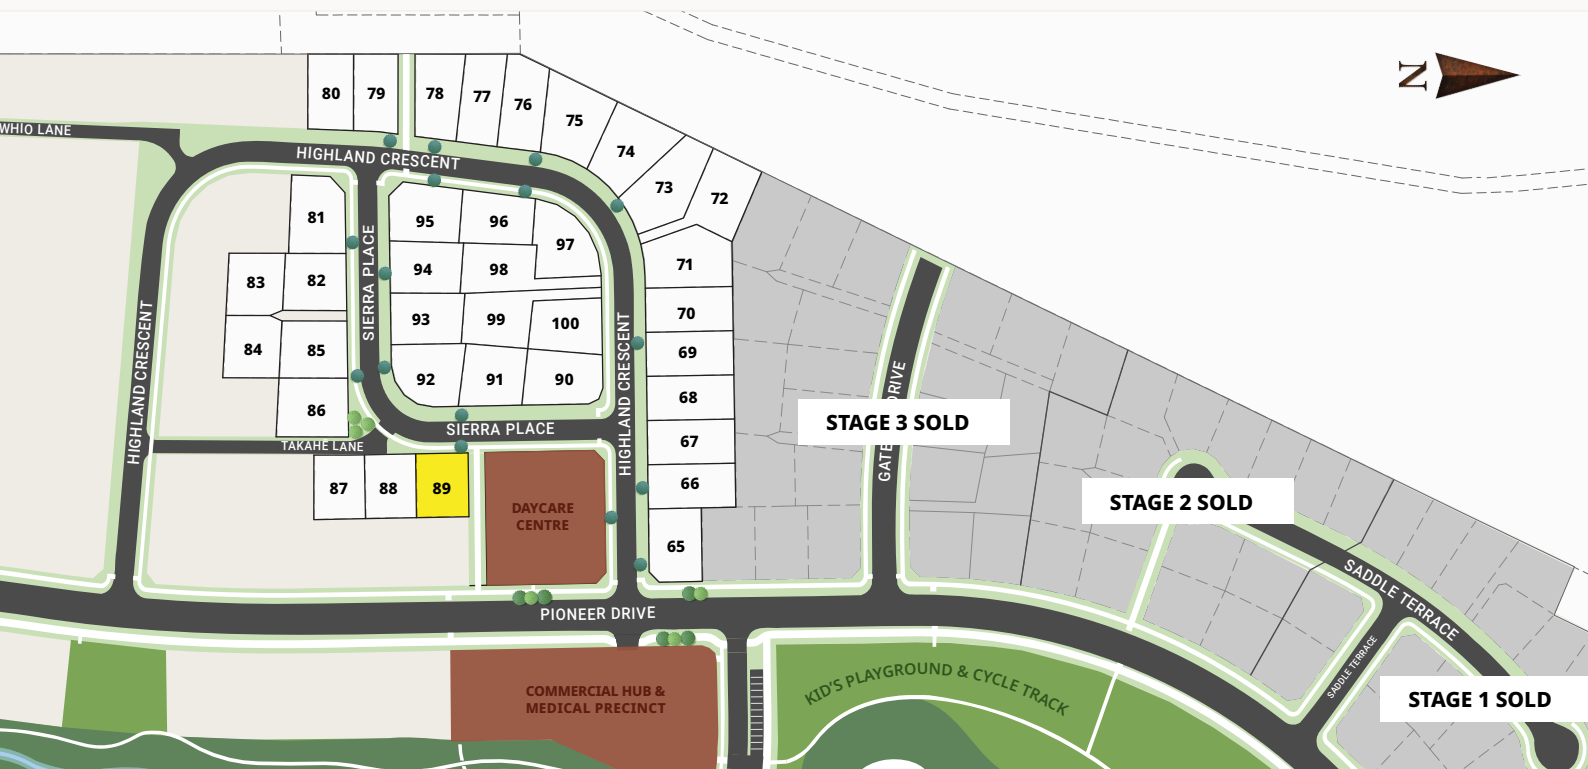 N
80
79
78
77
76
75
74
73
72
WHIO LANE
HIGHLAND CRESCENT
81
82
83
84
85
86
HIGHLAND CRESCENT
SIERRA PLACE
95
96
97
94
98
93
99
100
92
91
90
SIERRA PLACE
TAKAHE LANE
87
88
89
HIGHLAND CRESCENT
71
70
69
68
67
66
65
DAYCARE
CENTRE
STAGE 3 SOLD
STAGE 2 SOLD
SADDLE TERRACE
SADDLE TERRACE
STAGE 1 SOLD
PIONEER DRIVE
COMMERCIAL HUB &
MEDICAL PRECINCT
KID'S PLAYGROUND & CYCLE TRACK